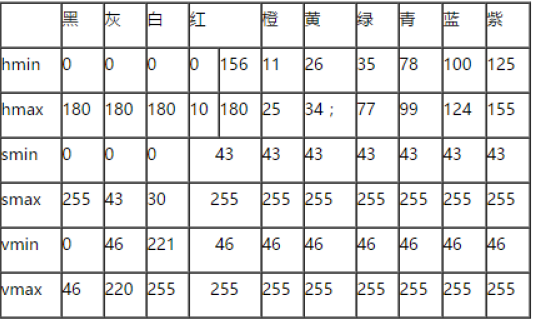 黑 灰 白 红 橙 黄 绿 青 蓝 紫
hmin 0 0 0 0 156 11 26 35 78 100 125
hmax 180 180 180 10 180 25 34； 77 99 124 155
smin 0 0 0 43 43 43 43 43 43 43
smax 255 43 30 255 255 255 255 255 255 255
vmin 0 46 221 46 46 46 46 46 46 46
vmax 46 220 255 255 255 255 255 255 255 255